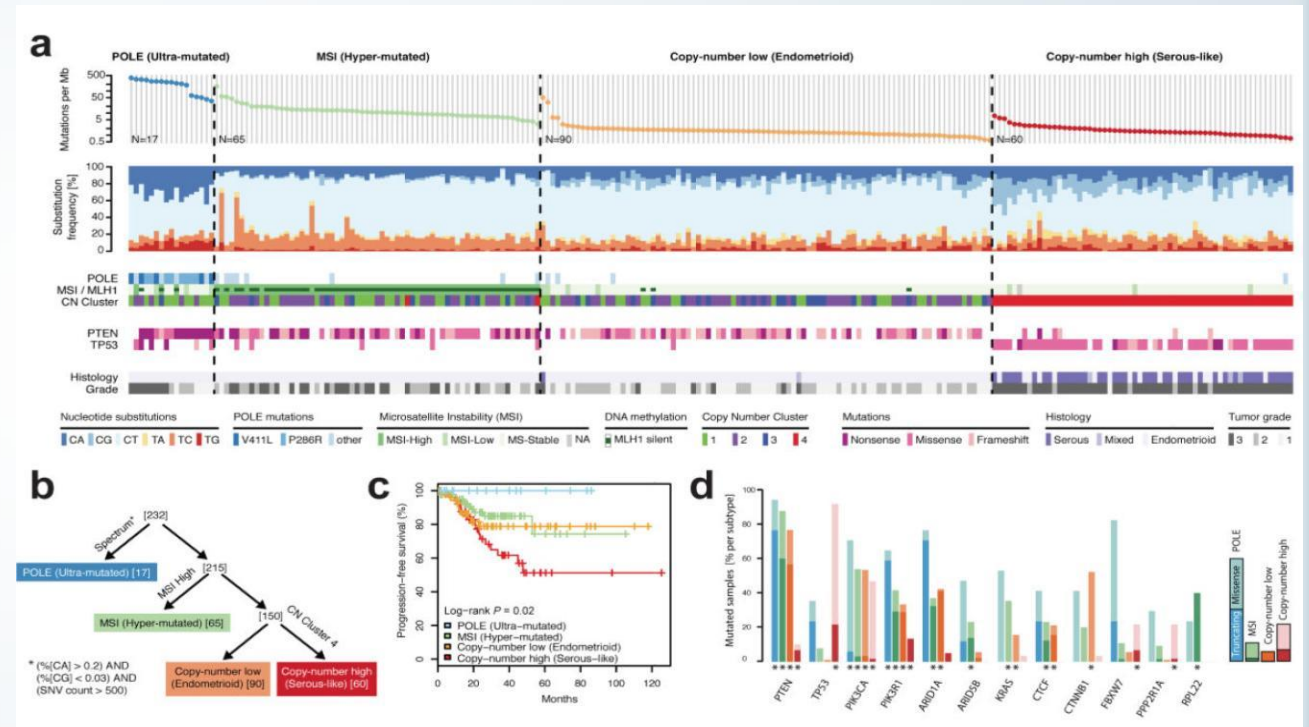 a
POLE (Ultra-mutated) MSI (Hyper-mutated) Copy-number low (Endometrioid) Copy-number high (Serous-like)
Mutations per Mb
500
50
5
0.5
N=17 N=65 N=90 N=60
Substitution
frequency [%]
100
80
60
40
20
0
POLE
MSI / MLH1
CN Cluster
PTEN
TP53
Histology
Grade
Nucleotide substitutions POLE mutations Microsatellite Instability (MSI) DNA methylation Copy Number Cluster Mutations Histology Tumor grade
CA CG CT TA TC TG V411L P286R other MSI-High MSI-Low MS-Stable NA MLH1 silent 1 2 3 4 Nonsense Missense Frameshift Serous Mixed Endometrioid 3 2 1
b
[232]
Spectrum*
POLE (Ultra-mutated) [17]
[215]
MSI High
MSI (Hyper-mutated) [65]
[150]
CN Cluster 4
* (%[CA] > 0.2) AND
(%[CG] < 0.03) AND
(SNV count > 500)
Copy-number low
(Endometrioid) [90]
Copy-number high
(Serous-like) [60]
c
Progression-free survival (%)
100
80
60
40
20
0
Log-rank P = 0.02
POLE (Ultra-mutated)
MSI (Hyper-mutated)
Copy-number low (Endometrioid)
Copy-number high (Serous-like)
0 20 40 60 80 100 120
Months
d
Mutated samples [% per subtype]
100
80
60
40
20
0
* * * * * * * * * * * * * * * * * * * *
PTEN TP53 PIK3CA PIK3R1 ARID1A ARID5B KRAS CTCF CTNNB1 FBXW7 PPP2R1A RPL22
Truncating Missense POLE
MSI
Copy-number low
Copy-number high